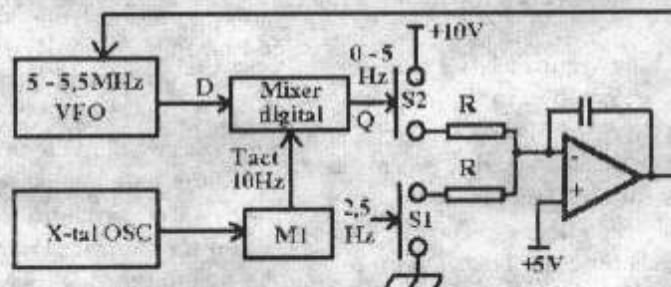 +10V
5 - 5,5MHz
VFO
D
Mixer
digital
0 - 5
Hz
Q
S2
R
Tact
10Hz
R
-
+
X-tal OSC
M1
2,5
Hz
S1
+5V